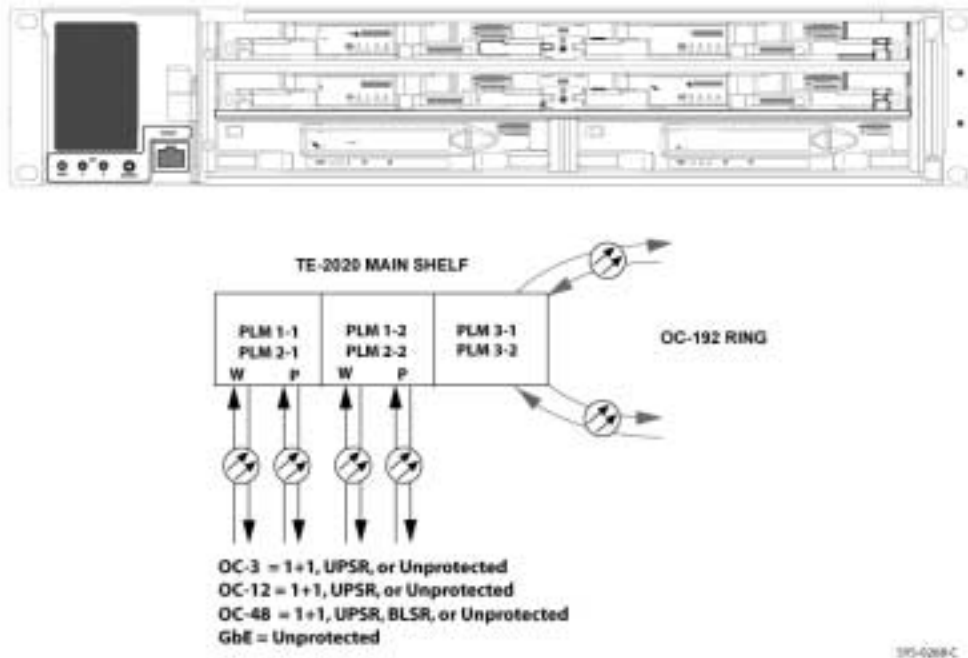 TE-2020 MAIN SHELF
PLM 1-1
PLM 2-1
W P
PLM 1-2
PLM 2-2
W P
PLM 3-1
PLM 3-2
OC-192 RING
OC-3 = 1+1, UPSR, or Unprotected
OC-12 = 1+1, UPSR, or Unprotected
OC-48 = 1+1, UPSR, BLSR, or Unprotected
GbE = Unprotected